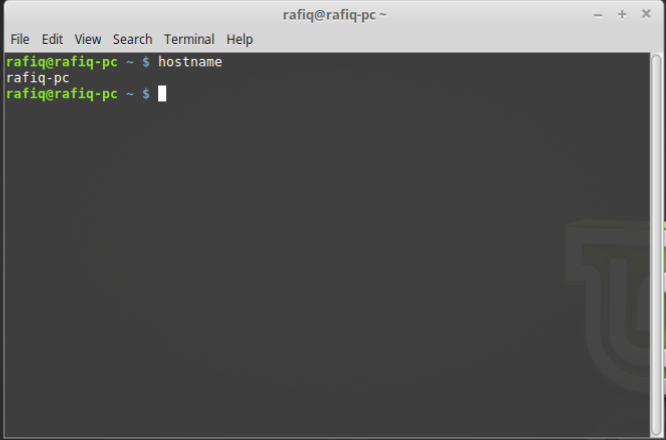 rafiq@rafiq-pc ~
File Edit View Search Terminal Help
rafiq@rafiq-pc ~ $ hostname
rafiq-pc
rafiq@rafiq-pc ~ $